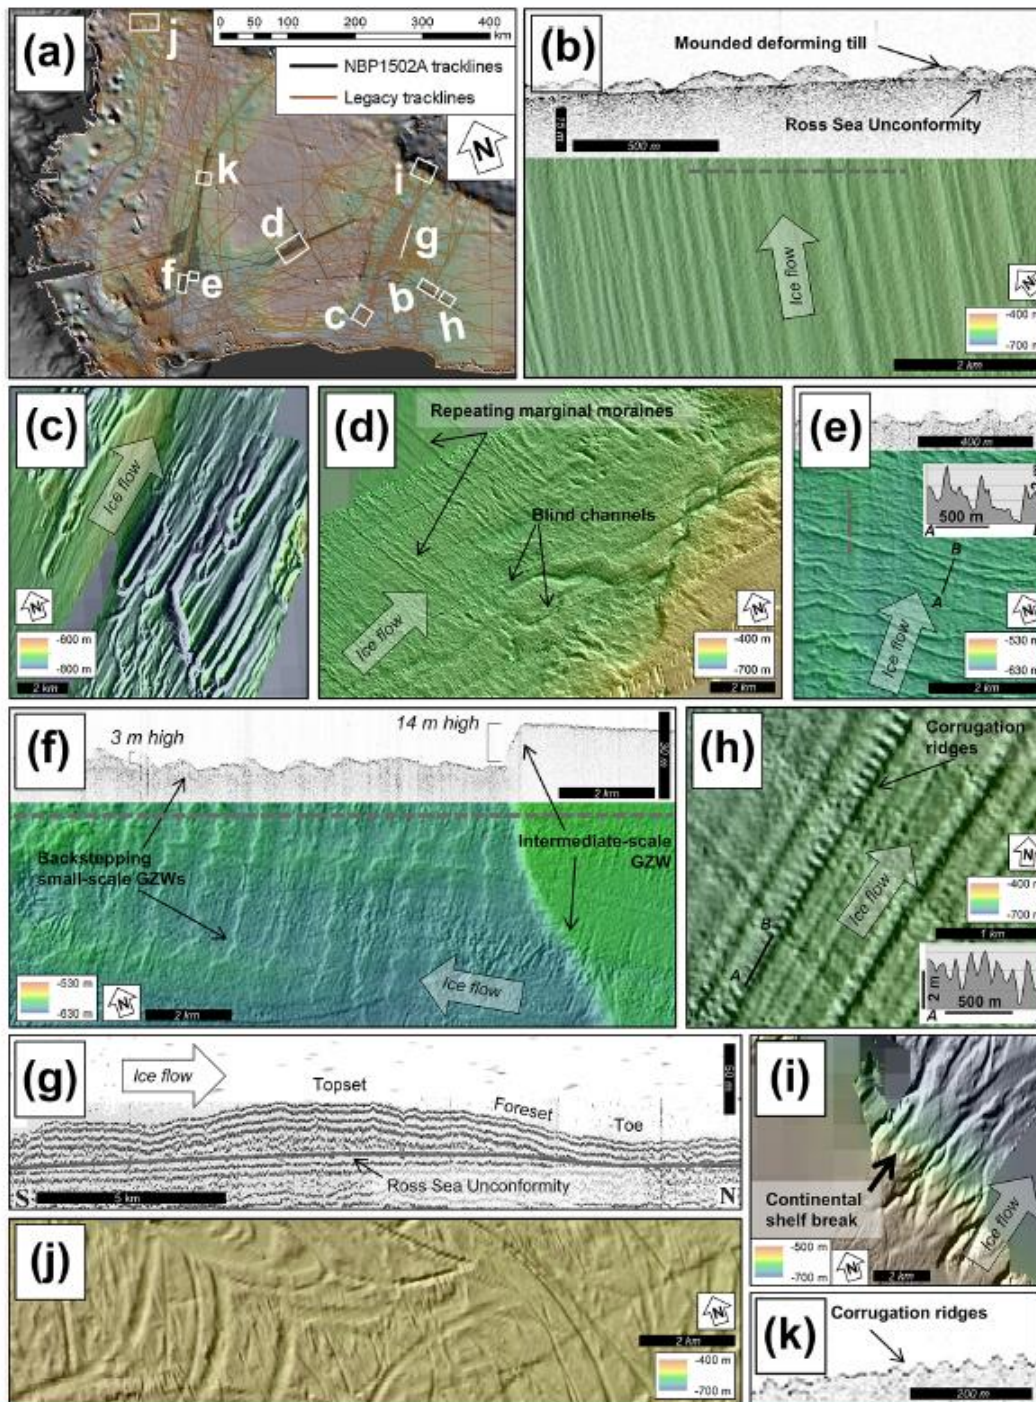 (a)
j
0 100 200 300 400
km
NBP1502A tracklines
Legacy tracklines
N
k
i
d
g
f
e
b
c
h
(b)
Mounded deforming till
Ross Sea Unconformity
75 m
500 m
Ice flow
N
-400 m
-700 m
2 km
(c)
Ice flow
N
-600 m
-800 m
2 km
(d)
Repeating marginal moraines
Blind channels
Ice flow
N
-400 m
-700 m
2 km
(e)
400 m
500 m
A
B
A
Ice flow
N
-530 m
-630 m
2 km
(f)
3 m high
14 m high
2 km
Backstepping
small-scale GZWs
Intermediate-scale
GZW
-530 m
-630 m
N
2 km
Ice flow
(h)
Corrugation
ridges
Ice flow
N
-400 m
-700 m
1 km
B
A
2 m
500 m
A
(g)
Ice flow
Topset
Foreset
Toe
50 m
Ross Sea Unconformity
S
5 km
N
(i)
Continental
shelf break
Ice flow
-500 m
-700 m
N
2 km
(j)
N
2 km
-400 m
-700 m
(k)
Corrugation ridges
200 m